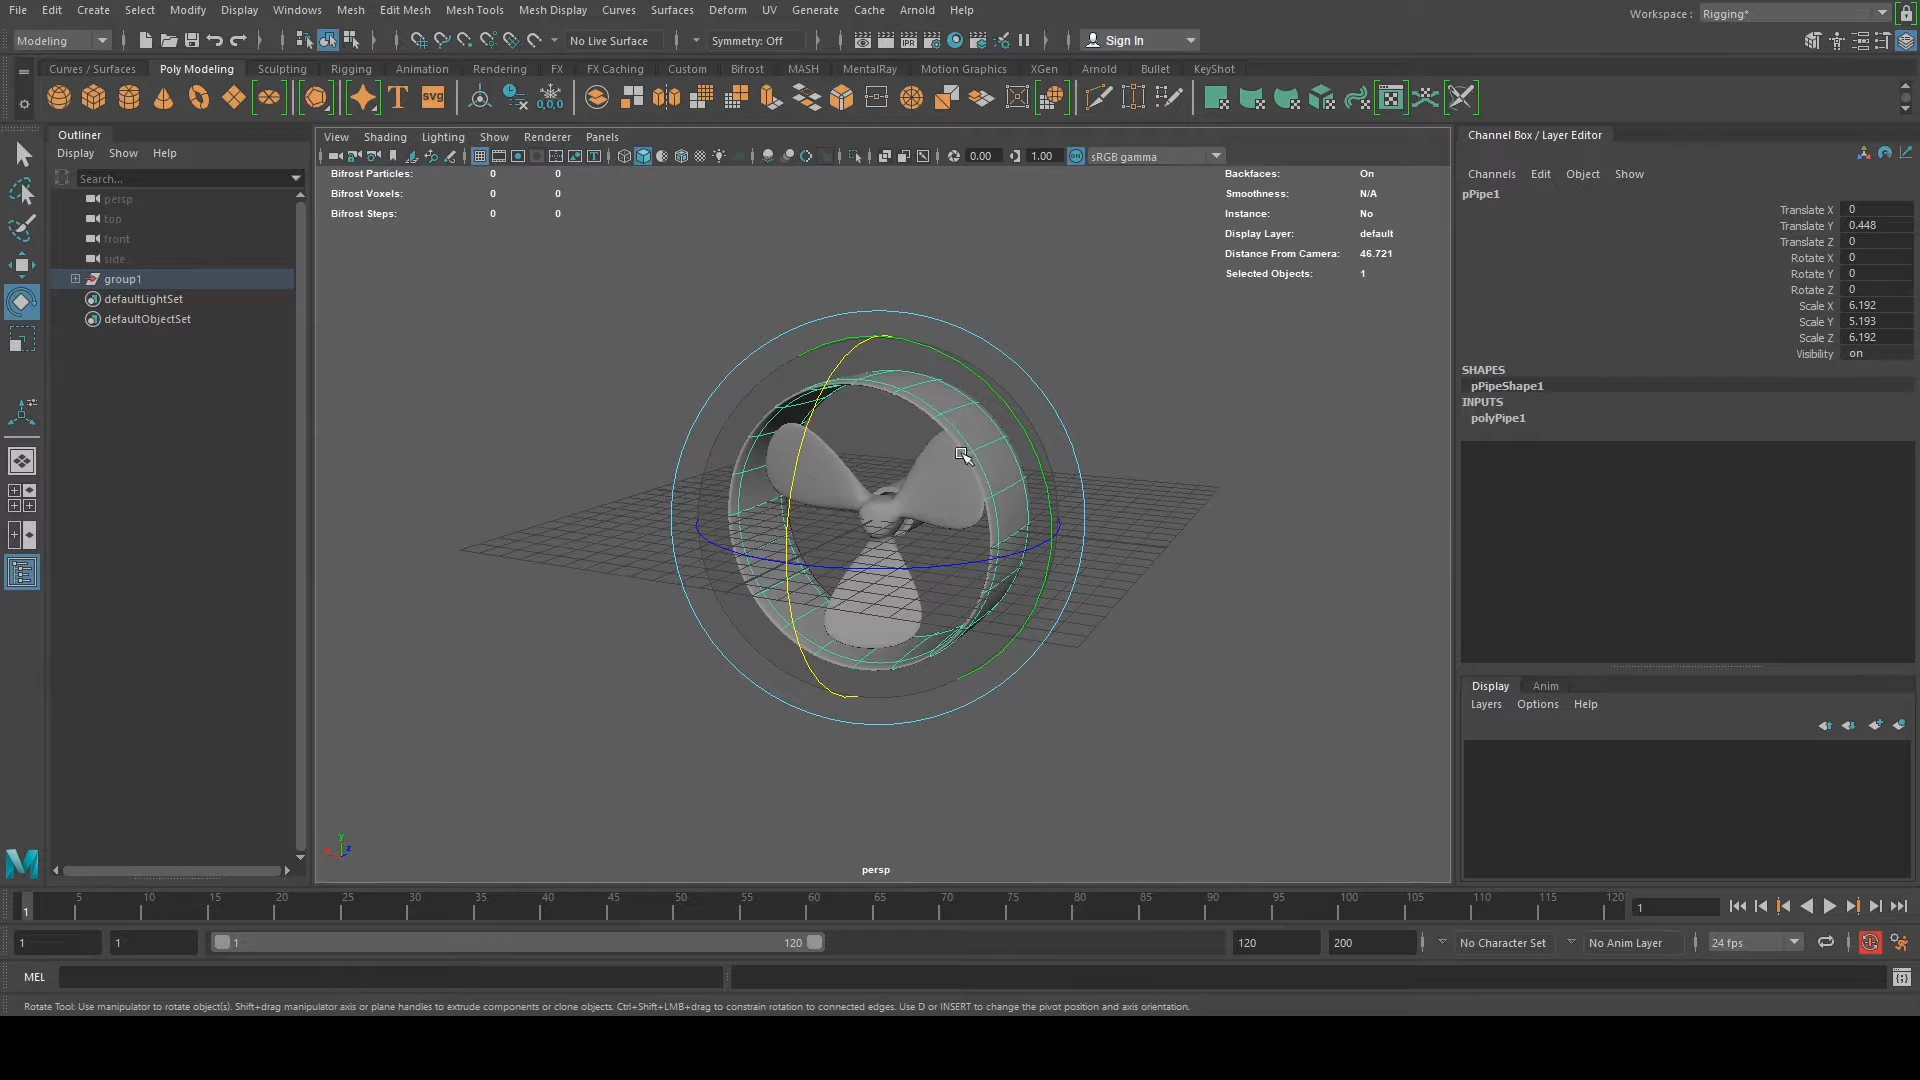 File Edit Create Select Modify Display Windows Mesh Edit Mesh Mesh Tools Mesh Display Curves Surfaces Deform UV Generate Cache Arnold Help
Workspace : Rigging*
Modeling
No Live Surface
Symmetry: Off
Sign In
Curves / Surfaces Poly Modeling Sculpting Rigging Animation Rendering FX FX Caching Custom Bifrost MASH MentalRay Motion Graphics XGen Arnold Bullet KeyShot
T SVG 0,0,0
Outliner
Display Show Help
Search...
persp
top
front
side
group1
defaultLightSet
defaultObjectSet
View Shading Lighting Show Renderer Panels
0.00 1.00 ON sRGB gamma
Bifrost Particles: 0 0
Bifrost Voxels: 0 0
Bifrost Steps: 0 0
Backfaces: On
Smoothness: N/A
Instance: No
Display Layer: default
Distance From Camera: 46.721
Selected Objects: 1
y
z
persp
Channel Box / Layer Editor
Channels Edit Object Show
pPipe1
Translate X 0
Translate Y 0.448
Translate Z 0
Rotate X 0
Rotate Y 0
Rotate Z 0
Scale X 6.192
Scale Y 5.193
Scale Z 6.192
Visibility on
SHAPES
pPipeShape1
INPUTS
polyPipe1
Display Anim
Layers Options Help
1 5 10 15 20 25 30 35 40 45 50 55 60 65 70 75 80 85 90 95 100 105 110 115 120 1
1 1 1 120 120 200 No Character Set No Anim Layer 24 fps
MEL
Rotate Tool: Use manipulator to rotate object(s). Shift+drag manipulator axis or plane handles to extrude components or clone objects. Ctrl+Shift+LMB+drag to constrain rotation to connected edges. Use D or INSERT to change the pivot position and axis orientation.